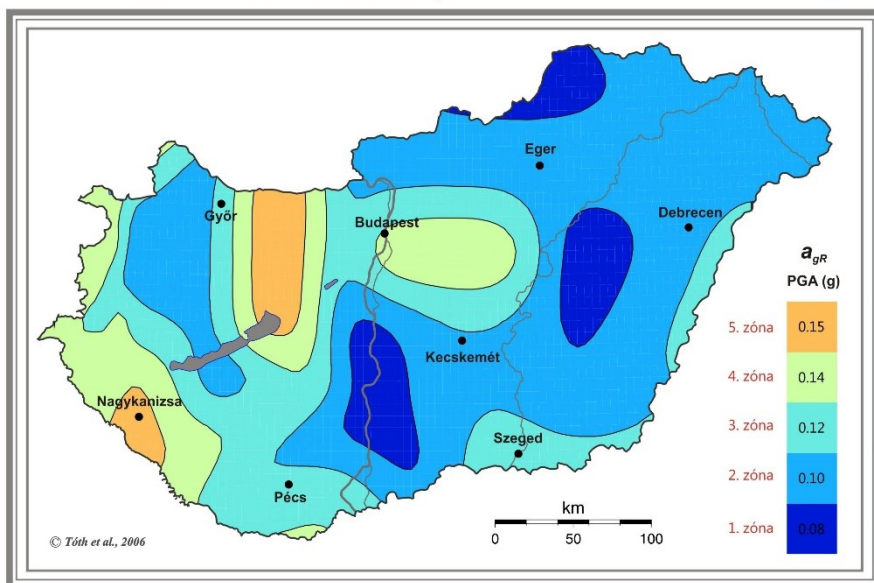 Eger
Győr
Budapest
Debrecen
a_gR
PGA (g)
5. zóna
0.15
4. zóna
0.14
3. zóna
0.12
2. zóna
0.10
1. zóna
0.08
Kecskemét
Nagykanizsa
Szeged
Pécs
km
0 50 100
© Tóth et al., 2006